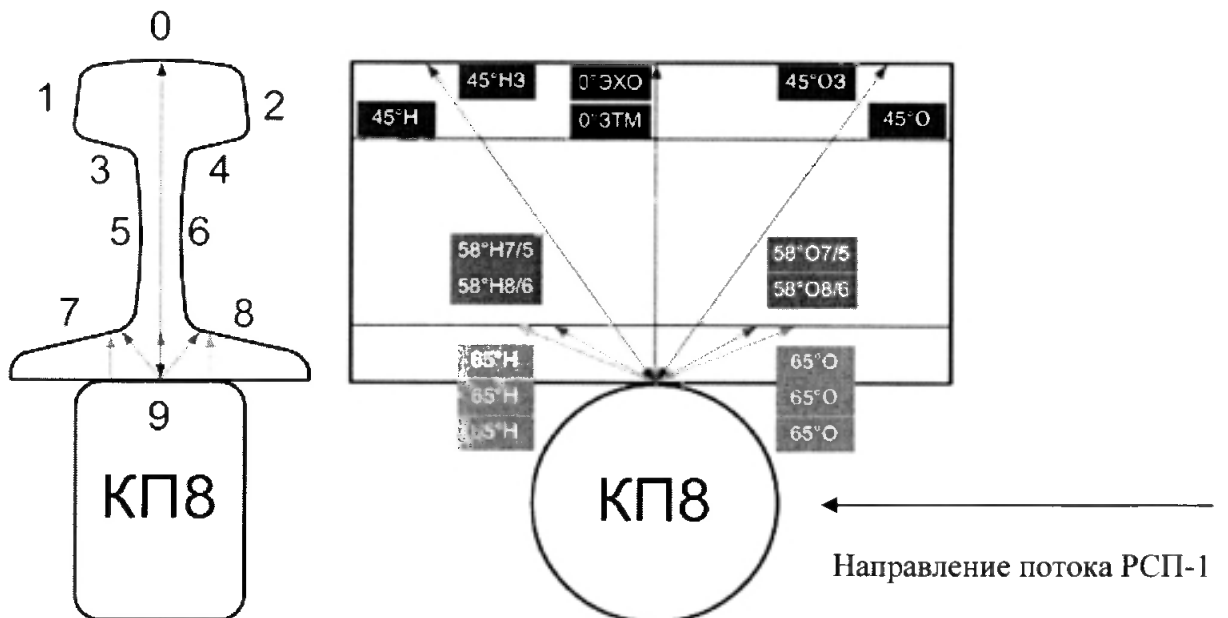 0
1
2
3
4
5
6
7
8
9
КП8
45°НЗ
0°ЭХО
45°ОЗ
45°Н
0°ЗТМ
45°О
58°Н7/5
58°О7/5
58°Н8/6
58°О8/6
65°Н
65°О
65°Н
65°О
65°Н
65°О
КП8
Направление потока РСП-1